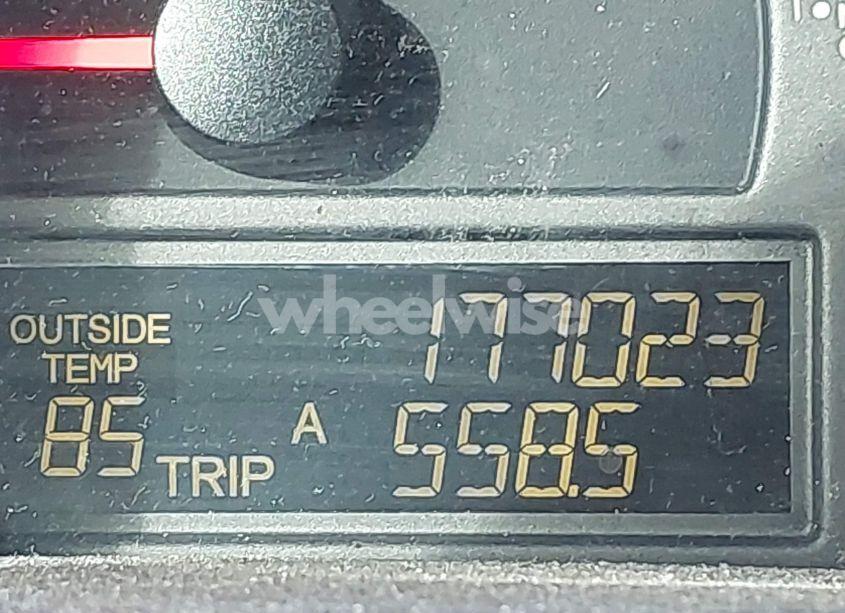 wheelwise
177023
OUTSIDE
TEMP
85
TRIP A 558.5